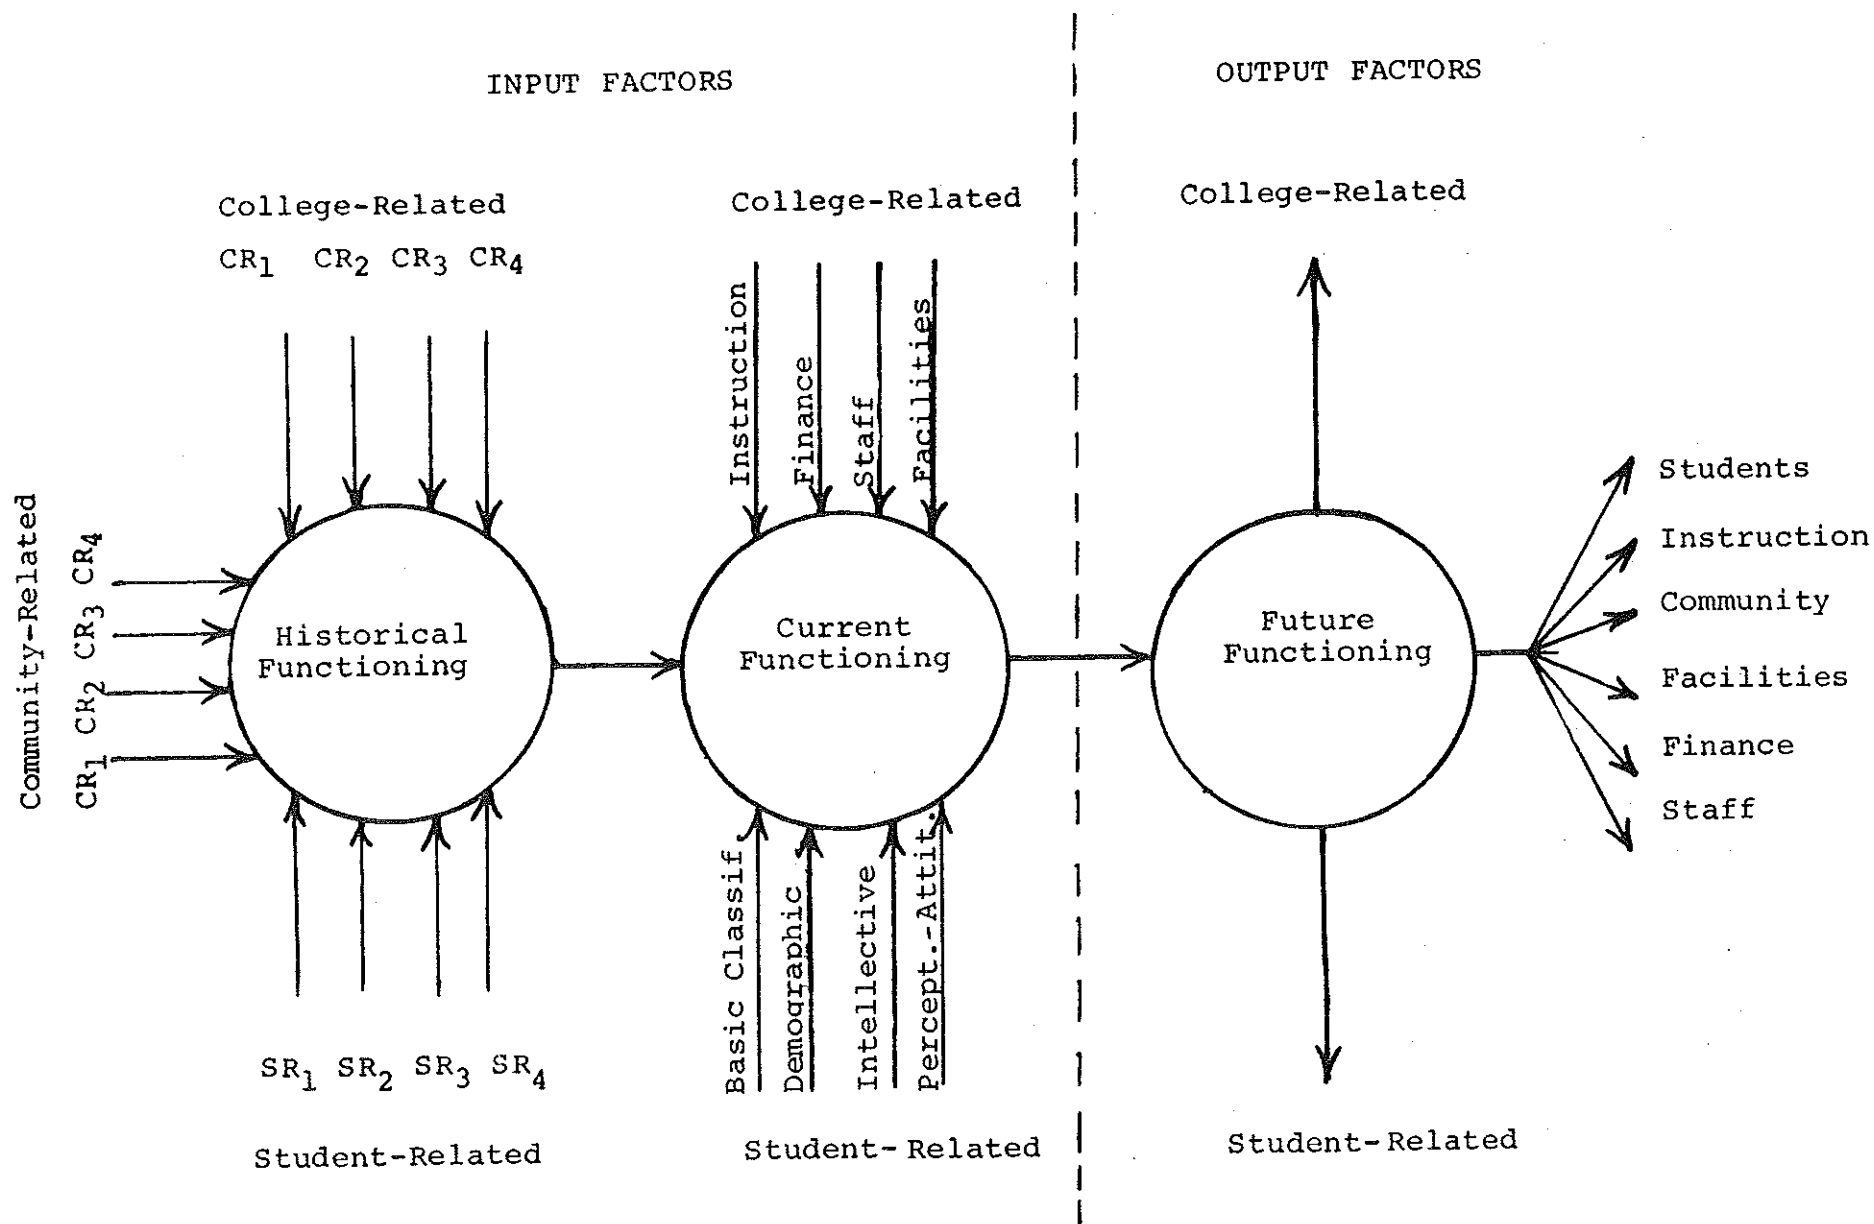 INPUT FACTORS
OUTPUT FACTORS
College-Related
CR1 CR2 CR3 CR4
College-Related
Instruction
Finance
Staff
Facilities
College-Related
Community-Related
CR1 CR2 CR3 CR4
Historical
Functioning
Current
Functioning
Future
Functioning
Students
Instruction
Community
Facilities
Finance
Staff
SR1 SR2 SR3 SR4
Student-Related
Basic Classif.
Demographic
Intellective
Percept.-Attit.
Student-Related
Student-Related